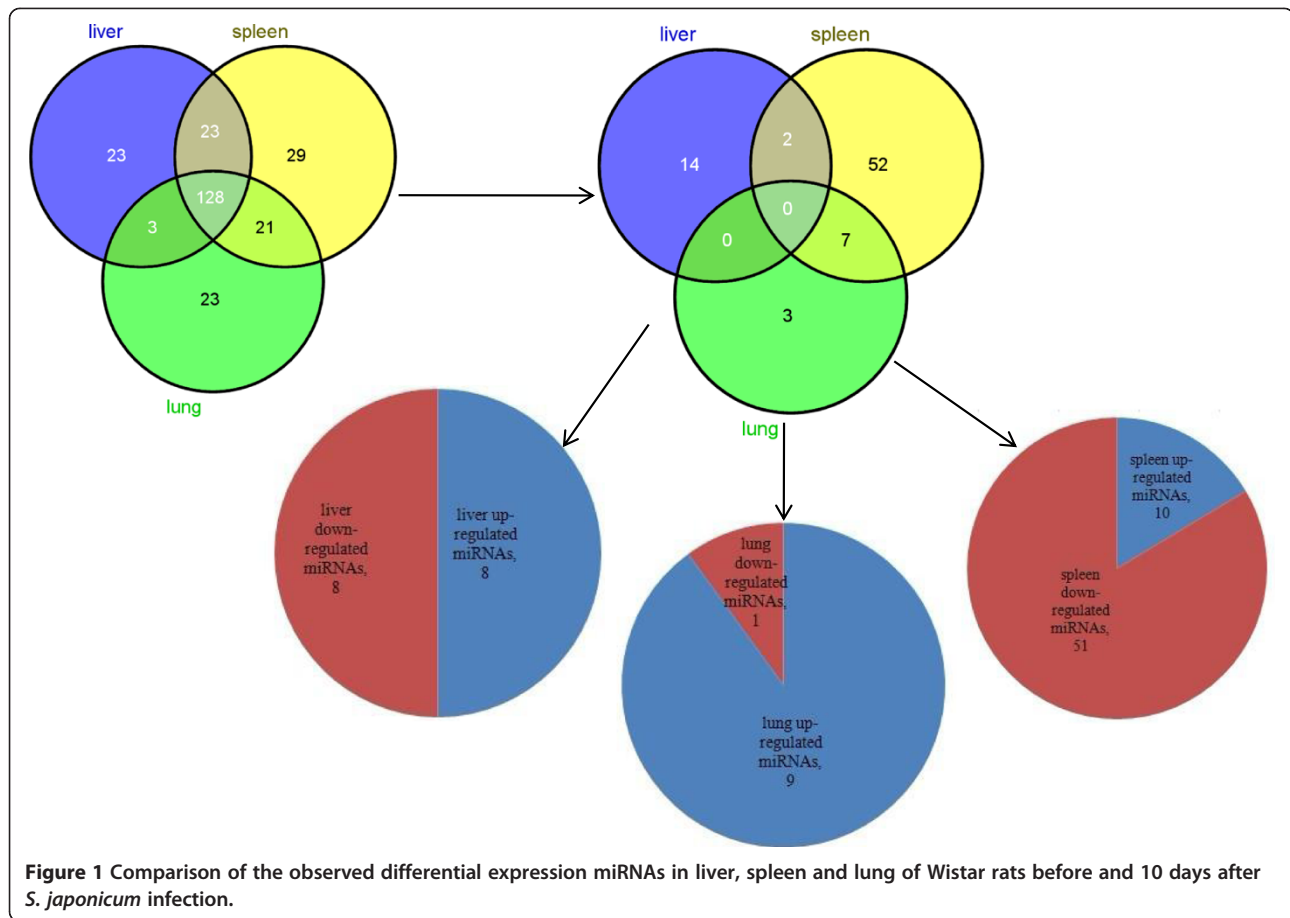 liver
spleen
23
23
29
128
3
21
23
lung
liver
spleen
14
2
52
0
0
7
3
lung
liver
down-
regulated
miRNAs,
8
liver up-
regulated
miRNAs,
8
lung
down-
regulated
miRNAs,
1
lung up-
regulated
miRNAs,
9
spleen up-
regulated
miRNAs,
10
spleen
down-
regulated
miRNAs,
51
Figure 1 Comparison of the observed differential expression miRNAs in liver, spleen and lung of Wistar rats before and 10 days after
S. japonicum infection.